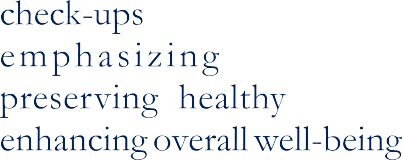 check-ups
emphasizing
preserving healthy
enhancing overall well-being